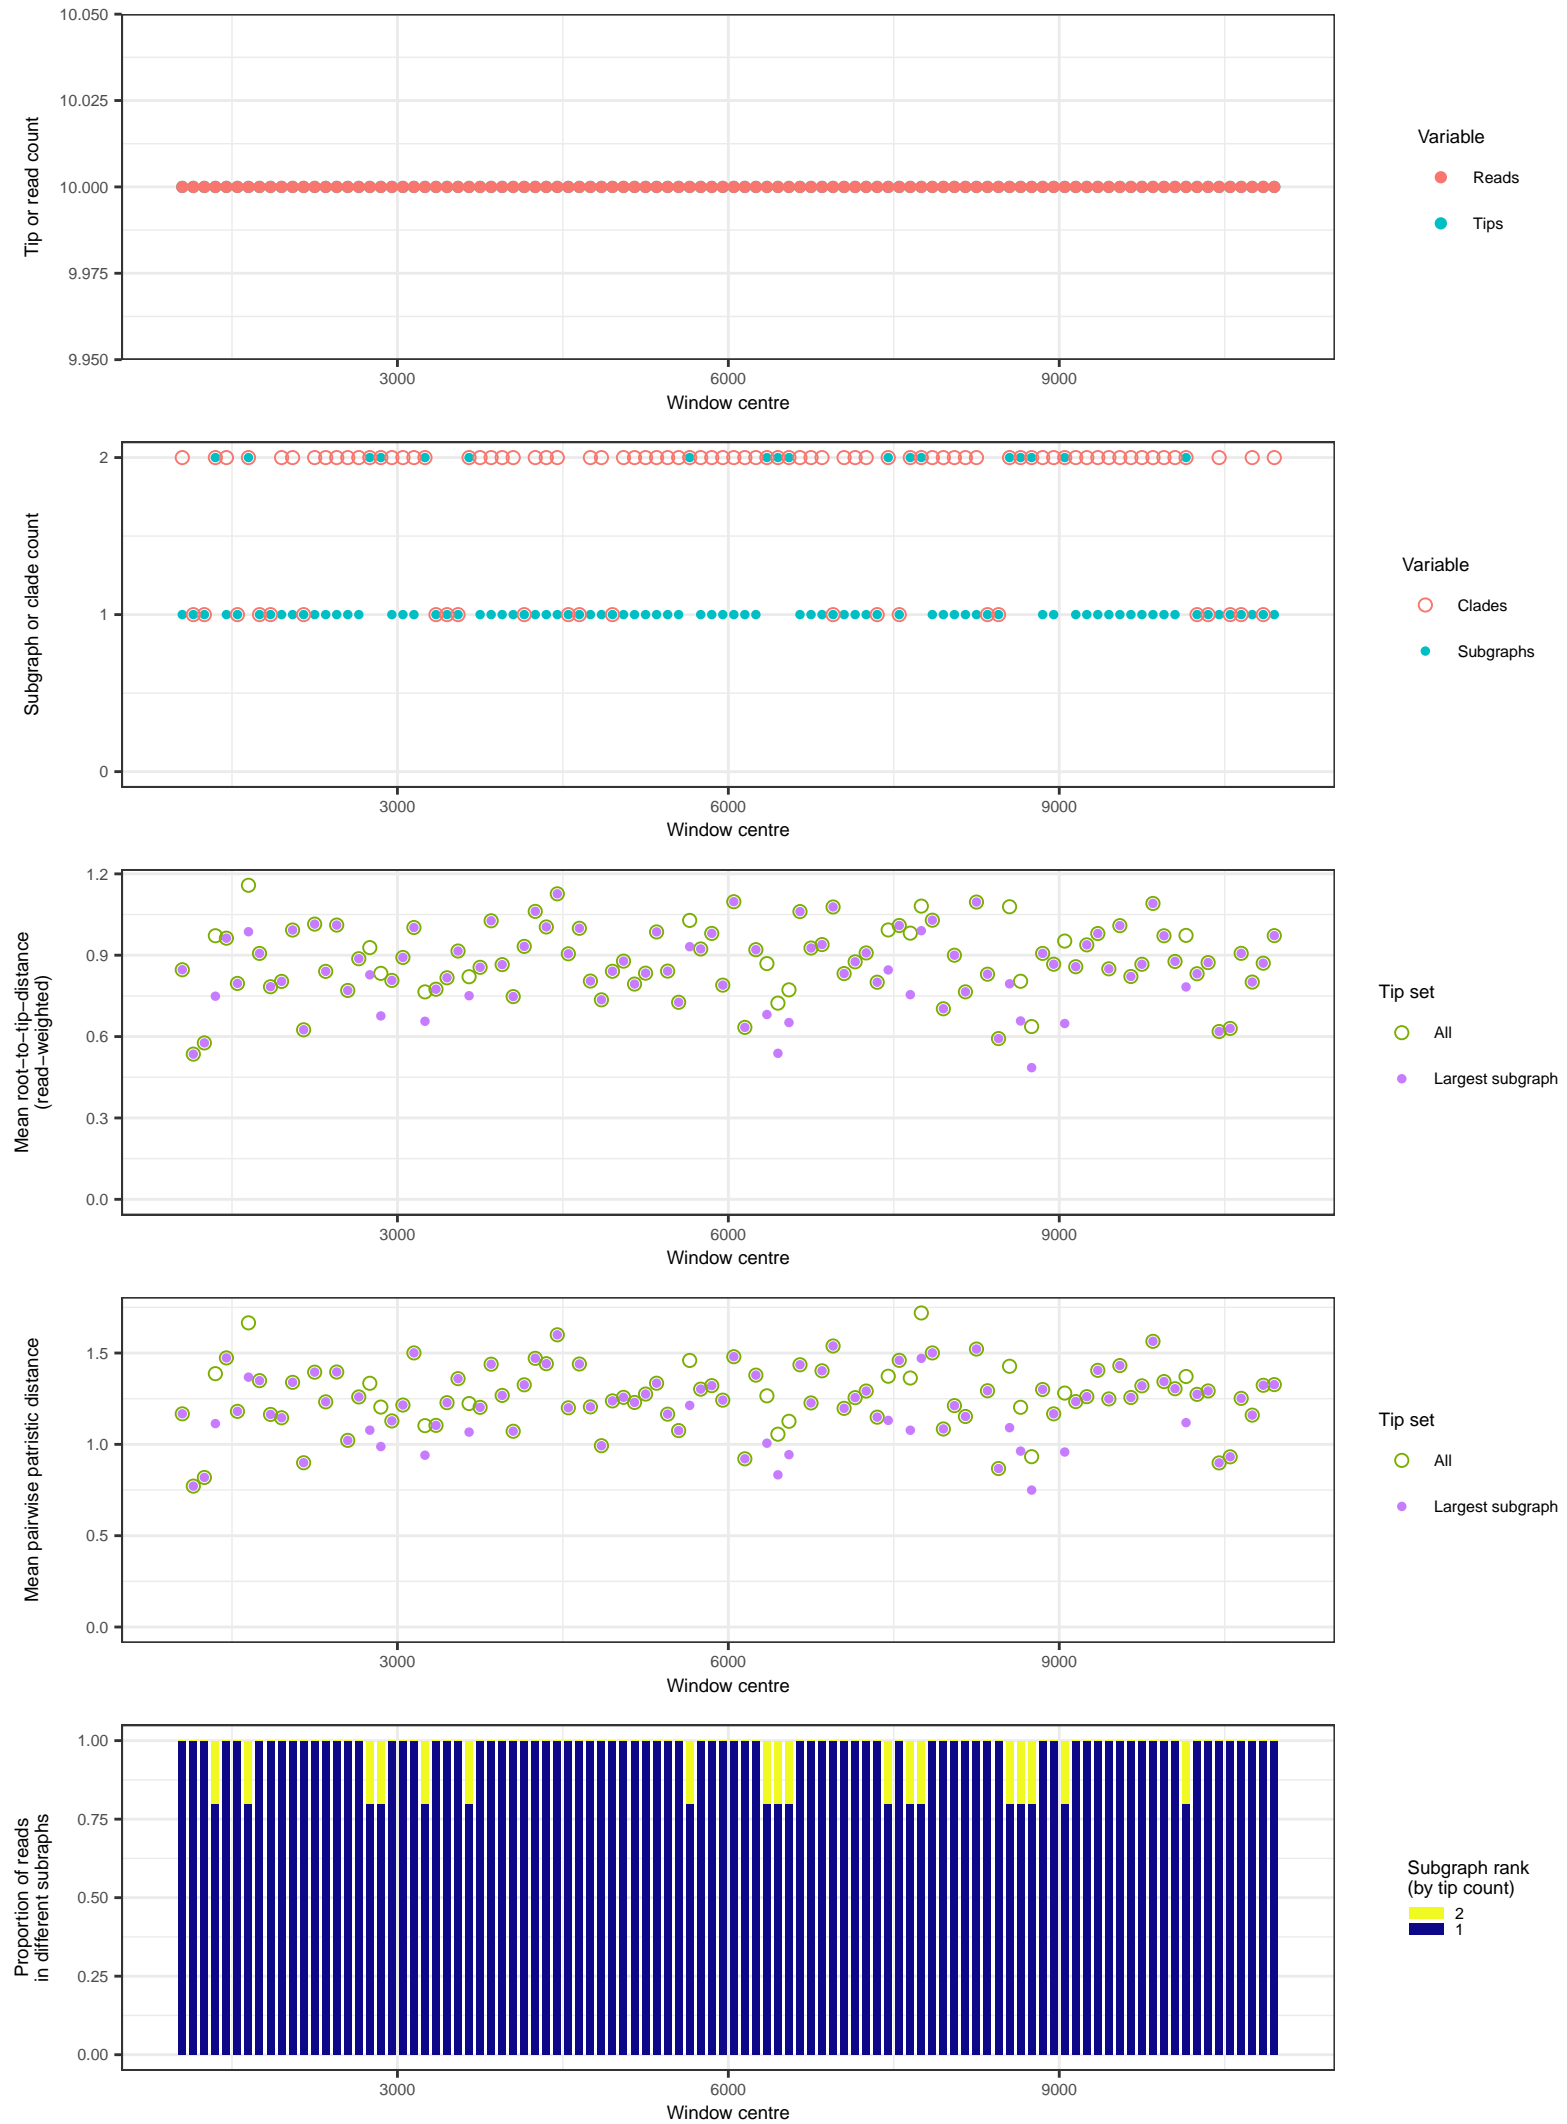 10.050
10.025
10.000
9.975
9.950
Tip or read count
3000
6000
9000
Window centre
Variable
Reads
Tips
2
1
0
Subgraph or clade count
3000
6000
9000
Window centre
Variable
Clades
Subgraphs
1.2
0.9
0.6
0.3
0.0
Mean root−to−tip−distance
(read−weighted)
3000
6000
9000
Window centre
Tip set
All
Largest subgraph
1.5
1.0
0.5
0.0
Mean pairwise patristic distance
3000
6000
9000
Window centre
Tip set
All
Largest subgraph
1.00
0.75
0.50
0.25
0.00
Proportion of reads
in different subraphs
3000
6000
9000
Window centre
Subgraph rank
(by tip count)
2
1